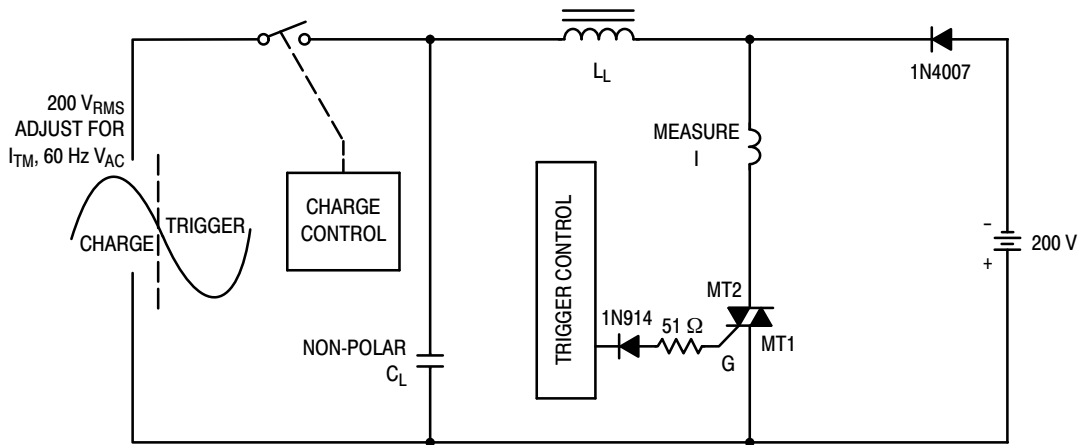 L_L
1N4007
200 V_RMS
ADJUST FOR
I_TM, 60 Hz V_AC
MEASURE
I
CHARGE
TRIGGER
CHARGE
CONTROL
TRIGGER CONTROL
-
+
200 V
MT2
1N914
51 Ω
MT1
G
NON-POLAR
C_L